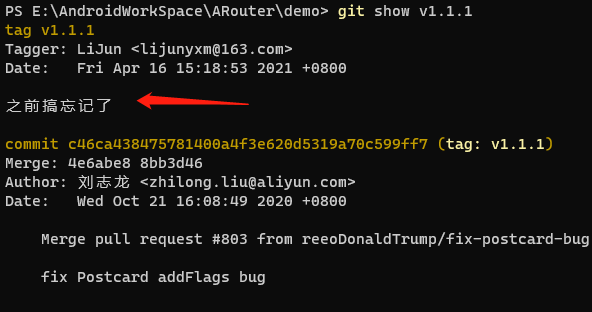 PS E:\AndroidWorkSpace\ARouter\demo> git show v1.1.1
tag v1.1.1
Tagger: LiJun <lijunyxm@163.com>
Date:   Fri Apr 16 15:18:53 2021 +0800
之前搞忘记了
commit c46ca438475781400a4f3e620d5319a70c599ff7 (tag: v1.1.1)
Merge: 4e6abe8 8bb3d46
Author: 刘志龙 <zhilong.liu@aliyun.com>
Date:   Wed Oct 21 16:08:49 2020 +0800
Merge pull request #803 from reeoDonaldTrump/fix-postcard-bug
fix Postcard addFlags bug